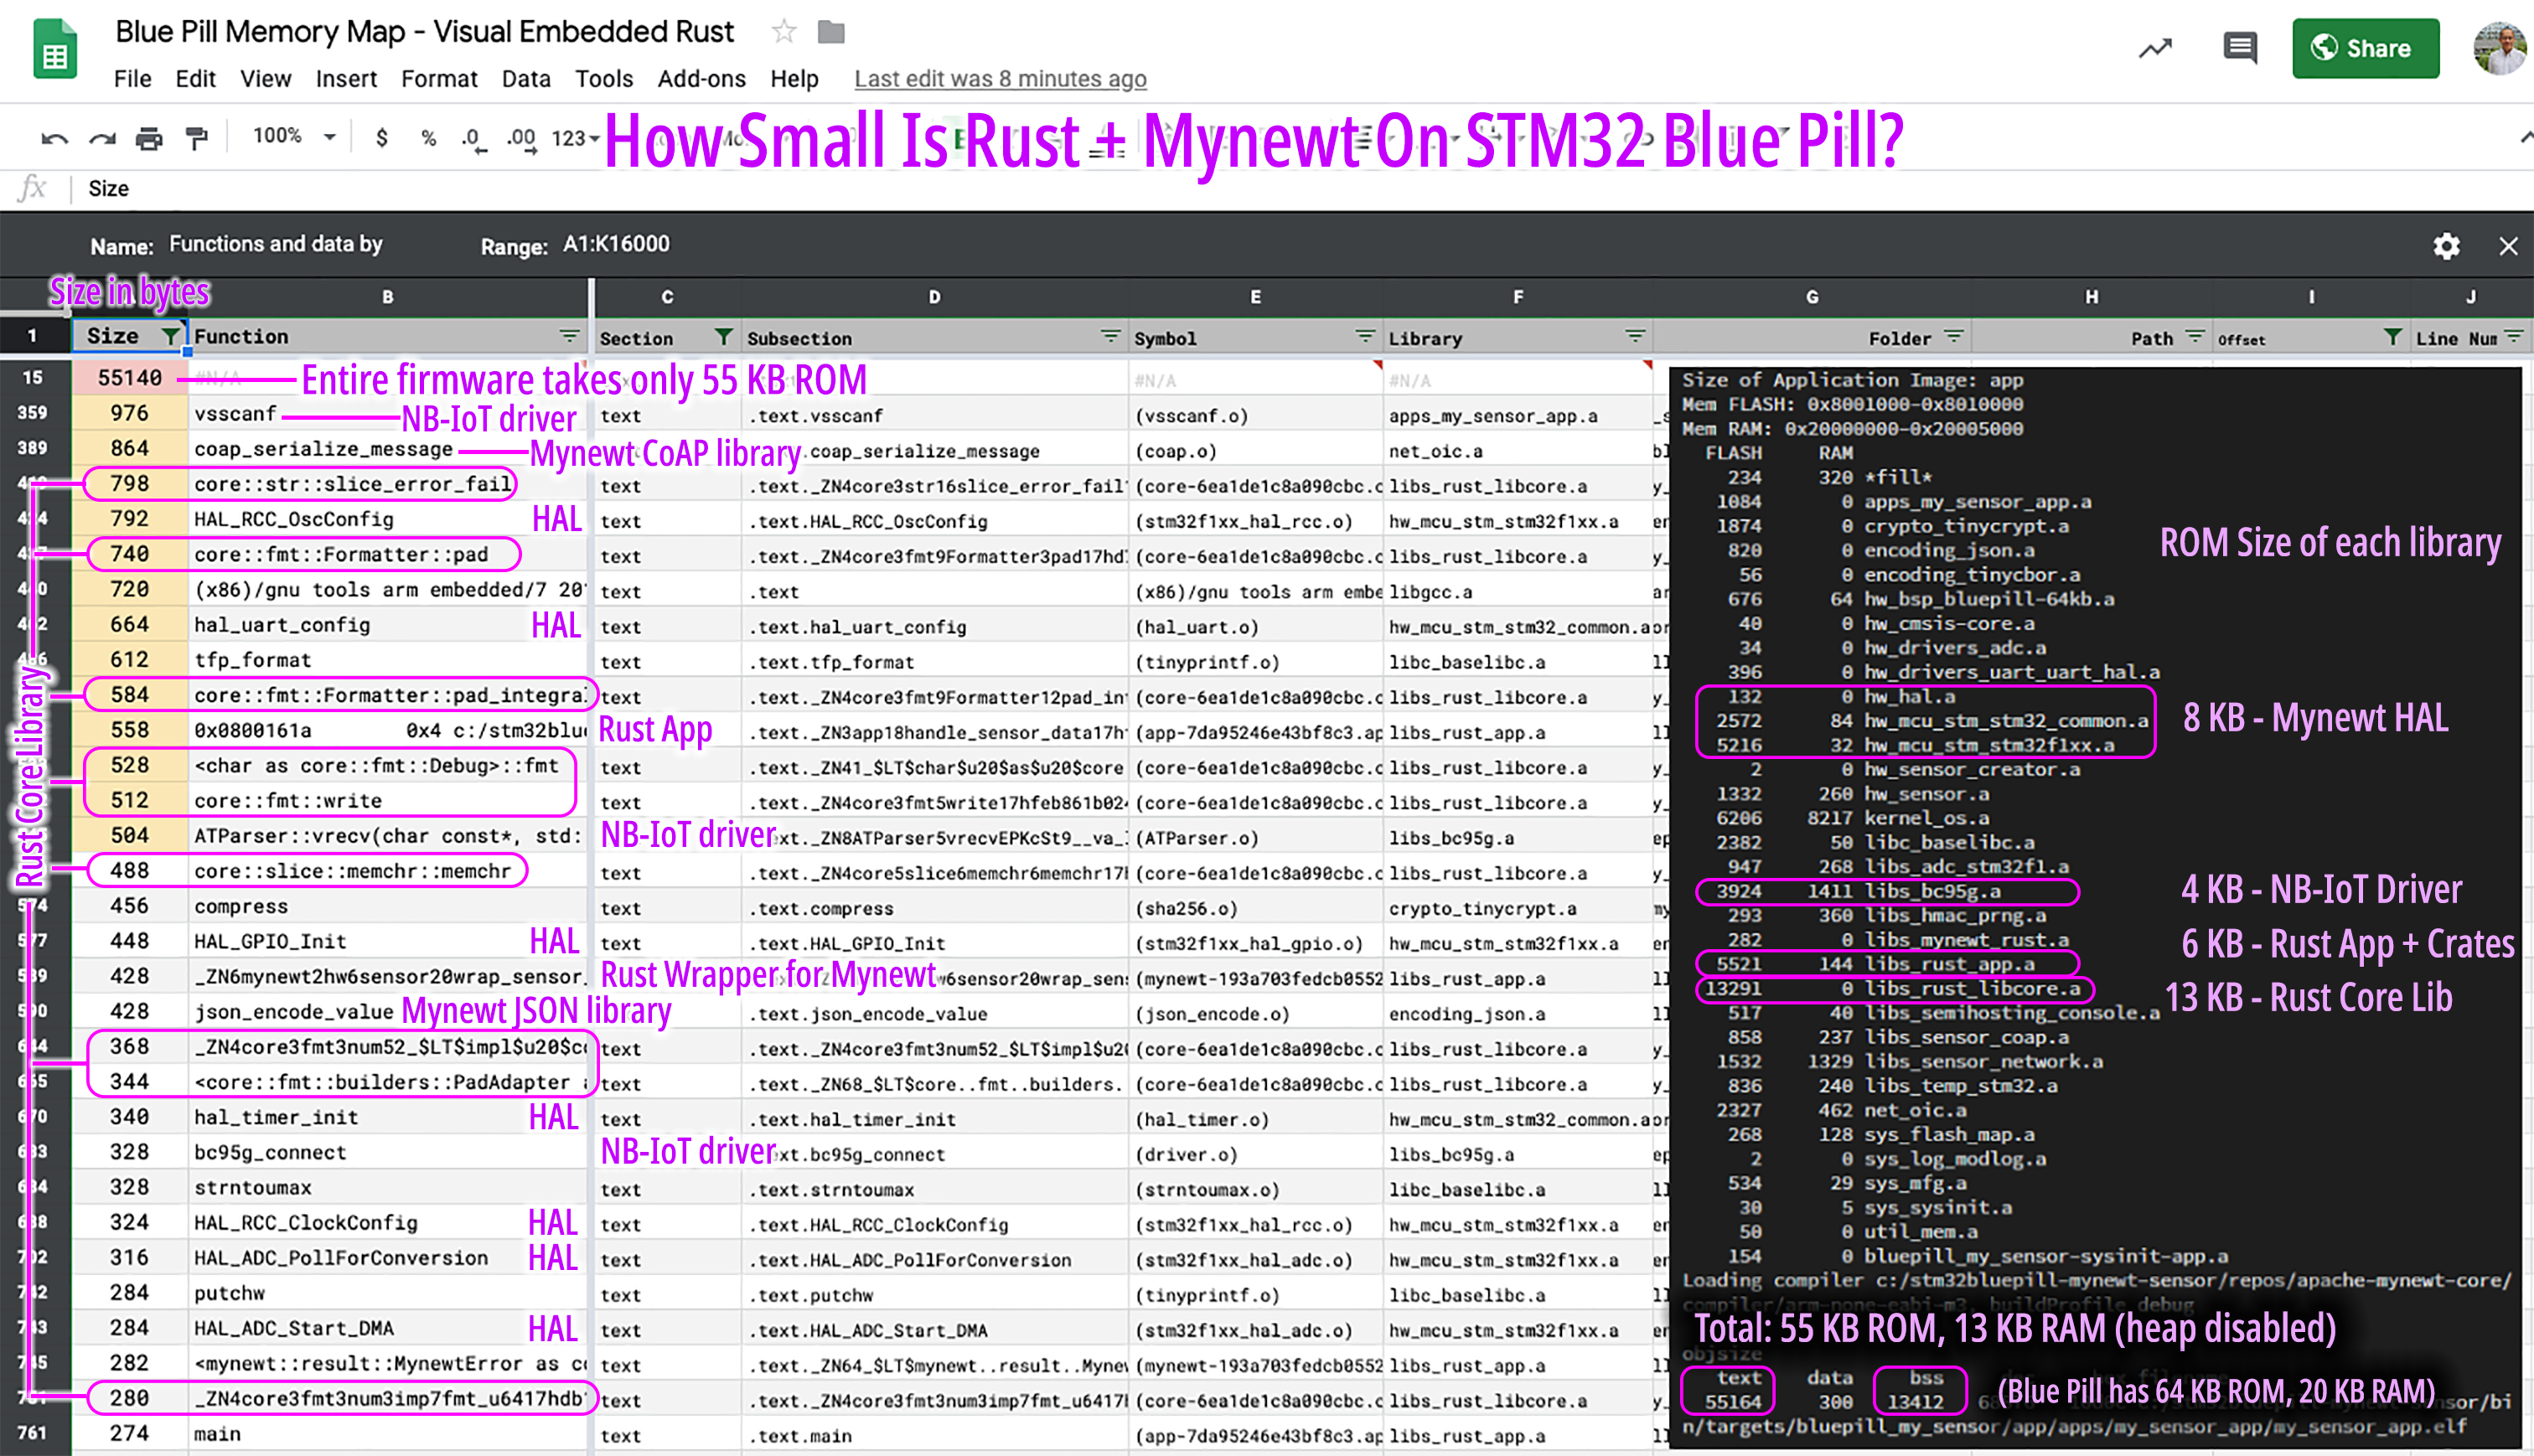 Blue Pill Memory Map - Visual Embedded Rust
File Edit View Insert Format Data Tools Add-ons Help Last edit was 8 minutes ago
Share
100% $ % .0 .00 123
How Small Is Rust + Mynewt On STM32 Blue Pill?
fx Size
Name: Functions and data by Range: A1:K16000
Size in bytes
B C D E F G H I J
1 Size Function Section Subsection Symbol Library Folder Path Offset Line Num
15 55140 #N/A Entire firmware takes only 55 KB ROM #N/A #N/A
359 976 vsscanf NB-IoT driver text .text.vsscanf (vsscanf.o) apps_my_sensor_app.a
389 864 coap_serialize_message Mynewt CoAP library .coap_serialize_message (coap.o) net_oic.a
798 core::str::slice_error_fail text .text._ZN4core3str16slice_error_fail (core-6ea1de1c8a090cbc.c libs_rust_libcore.a
792 HAL_RCC_OscConfig HAL text .text.HAL_RCC_OscConfig (stm32f1xx_hal_rcc.o) hw_mcu_stm_stm32f1xx.a
740 core::fmt::Formatter::pad text .text._ZN4core3fmt9Formatter3pad17hd (core-6ea1de1c8a090cbc.c libs_rust_libcore.a
720 (x86)/gnu tools arm embedded/7 20 text .text (x86)/gnu tools arm embe libgcc.a
664 hal_uart_config HAL text .text.hal_uart_config (hal_uart.o) hw_mcu_stm_stm32_common.a
612 tfp_format text .text.tfp_format (tinyprintf.o) libc_baselibc.a
584 core::fmt::Formatter::pad_integral text .text._ZN4core3fmt9Formatter12pad_in (core-6ea1de1c8a090cbc.c libs_rust_libcore.a
558 0x0800161a 0x4 c:/stm32blu Rust App .text._ZN3app18handle_sensor_data17h (app-7da95246e43bf8c3.ap libs_rust_app.a
528 <char as core::fmt::Debug>::fmt text .text._ZN41_$LT$char$u20$as$u20$core (core-6ea1de1c8a090cbc.c libs_rust_libcore.a
512 core::fmt::write text .text._ZN4core3fmt5write17hfeb861b02 (core-6ea1de1c8a090cbc.c libs_rust_libcore.a
504 ATParser::vrecv(char const*, std: NB-IoT driver ext._ZN8ATParser5vrecvEPKcSt9__va_ (ATParser.o) libs_bc95g.a
488 core::slice::memchr::memchr text .text._ZN4core5slice6memchr6memchr17h (core-6ea1de1c8a090cbc.c libs_rust_libcore.a
574 456 compress text .text.compress (sha256.o) crypto_tinycrypt.a
577 448 HAL_GPIO_Init HAL text .text.HAL_GPIO_Init (stm32f1xx_hal_gpio.o) hw_mcu_stm_stm32f1xx.a
428 _ZN6mynewt2hw6sensor20wrap_sensor_ Rust Wrapper for Mynewt w6sensor20wrap_sens (mynewt-193a703fedcb0552 libs_rust_app.a
428 json_encode_value Mynewt JSON library .text.json_encode_value (json_encode.o) encoding_json.a
368 _ZN4core3fmt3num52_$LT$impl$u20$c text .text._ZN4core3fmt3num52_$LT$impl$u2 (core-6ea1de1c8a090cbc.c libs_rust_libcore.a
344 <core::fmt::builders::PadAdapter a text .text._ZN68_$LT$core..fmt..builders. (core-6ea1de1c8a090cbc.c libs_rust_libcore.a
340 hal_timer_init HAL text .text.hal_timer_init (hal_timer.o) hw_mcu_stm_stm32_common.a
328 bc95g_connect NB-IoT driver ext.bc95g_connect (driver.o) libs_bc95g.a
328 strntoumax text .text.strntoumax (strntoumax.o) libc_baselibc.a
324 HAL_RCC_ClockConfig HAL text .text.HAL_RCC_ClockConfig (stm32f1xx_hal_rcc.o) hw_mcu_stm_stm32f1xx.a
316 HAL_ADC_PollForConversion HAL text .text.HAL_ADC_PollForConversion (stm32f1xx_hal_adc.o) hw_mcu_stm_stm32f1xx.a
284 putchw text .text.putchw (tinyprintf.o) libc_baselibc.a
284 HAL_ADC_Start_DMA HAL text .text.HAL_ADC_Start_DMA (stm32f1xx_hal_adc.o) hw_mcu_stm_stm32f1xx.a
282 <mynewt::result::MynewtError as c text .text._ZN64_$LT$mynewt..result..Myne (mynewt-193a703fedcb0552 libs_rust_app.a
280 _ZN4core3fmt3num3imp7fmt_u6417hdb text .text._ZN4core3fmt3num3imp7fmt_u6417h (core-6ea1de1c8a090cbc.c libs_rust_libcore.a
761 274 main text .text.main (app-7da95246e43bf8c3.ap libs_rust_app.a
Rust Core Library
Size of Application Image: app
Mem FLASH: 0x8001000-0x8010000
Mem RAM: 0x20000000-0x20005000
FLASH RAM
234 320 *fill*
1084 0 apps_my_sensor_app.a
1874 0 crypto_tinycrypt.a
820 0 encoding_json.a
56 0 encoding_tinycbor.a
676 64 hw_bsp_bluepill-64kb.a
40 0 hw_cmsis-core.a
34 0 hw_drivers_adc.a
396 0 hw_drivers_uart_uart_hal.a
132 0 hw_hal.a
2572 84 hw_mcu_stm_stm32_common.a
5216 32 hw_mcu_stm_stm32f1xx.a
2 0 hw_sensor_creator.a
1332 260 hw_sensor.a
6206 8217 kernel_os.a
2382 50 libc_baselibc.a
947 268 libs_adc_stm32f1.a
3924 1411 libs_bc95g.a
293 360 libs_hmac_prng.a
282 0 libs_mynewt_rust.a
5521 144 libs_rust_app.a
13291 0 libs_rust_libcore.a
517 40 libs_semihosting_console.a
858 237 libs_sensor_coap.a
1532 1329 libs_sensor_network.a
836 240 libs_temp_stm32.a
2327 462 net_oic.a
268 128 sys_flash_map.a
2 0 sys_log_modlog.a
534 29 sys_mfg.a
30 5 sys_sysinit.a
50 0 util_mem.a
154 0 bluepill_my_sensor-sysinit-app.a
Loading compiler c:/stm32bluepill-mynewt-sensor/repos/apache-mynewt-core/
compiler/arm-none-eabi-m3, buildProfile debug
ROM Size of each library
8 KB - Mynewt HAL
4 KB - NB-IoT Driver
6 KB - Rust App + Crates
13 KB - Rust Core Lib
Total: 55 KB ROM, 13 KB RAM (heap disabled)
objsize
text data bss
55164 300 13412
(Blue Pill has 64 KB ROM, 20 KB RAM)
sensor/bi
n/targets/bluepill_my_sensor/app/apps/my_sensor_app/my_sensor_app.elf